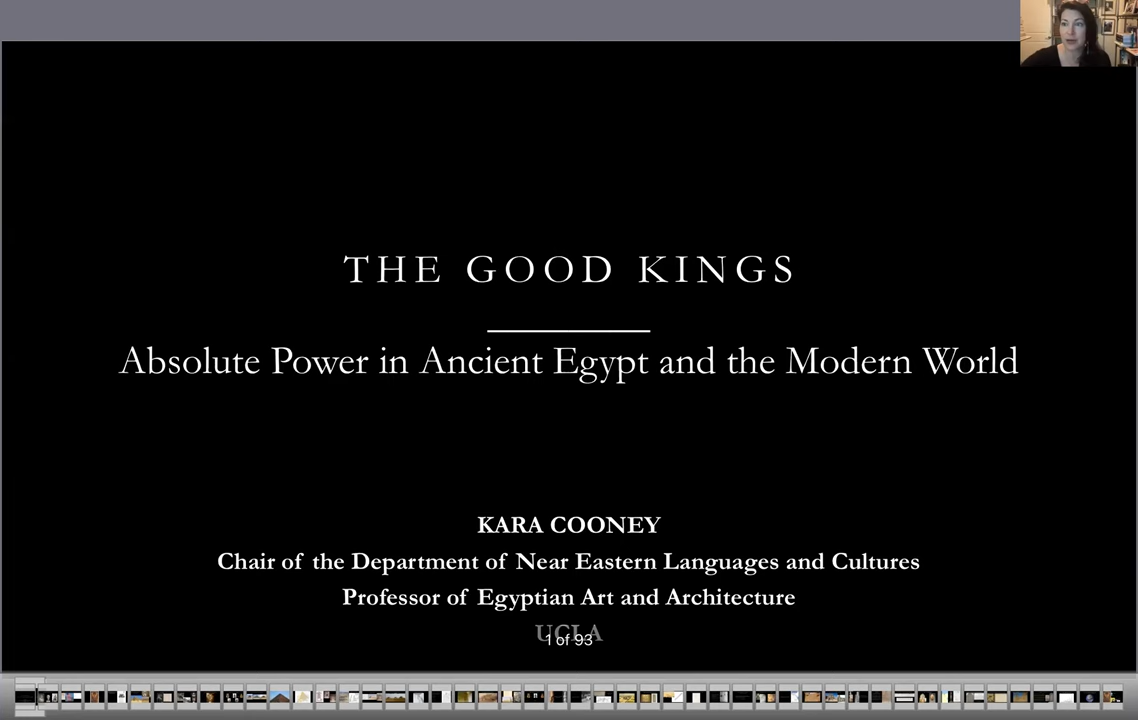 THE GOOD KINGS
Absolute Power in Ancient Egypt and the Modern World
KARA COONEY
Chair of the Department of Near Eastern Languages and Cultures
Professor of Egyptian Art and Architecture
UCLA
1 of 93